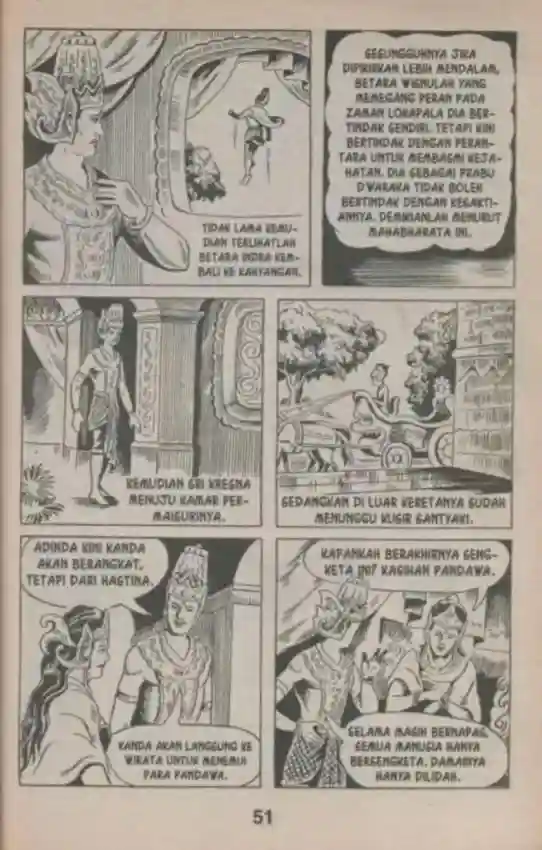 TIDAK LAMA KEMU-
DIAN TERLIHATLAH
BETARA INDRA KEM-
BALI KE KAHYANGAN.
SESUNGGUHNYA JIKA
DIPIKIRKAN LEBIH MENDALAM,
BETARA WISNULAH YANG
MEMEGANG PERAN PADA
ZAMAN LOKAPALA DIA BER-
TINDAK SENDIRI. TETAPI KINI
BERTINDAK DENGAN PERAN-
TARA UNTUK MEMBASMI KEJA-
HATAN. DIA SEBAGAI PRABU
DWARAKA TIDAK BOLEH
BERTINDAK DENGAN KESAKTI-
ANNYA. DEMIKIANLAH MENURUT
MAHABHARATA INI.
KEMUDIAN SRI KRESNA
MENUJU KAMAR PER-
MAISURINYA.
SEDANGKAN DI LUAR KERETANYA SUDAH
MENUNGGU KUSIR SANTYAKI.
ADINDA KINI KANDA
AKAN BERANGKAT.
TETAPI DARI HASTINA.
KANDA AKAN LANGSUNG KE
WIRATA UNTUK MENEMUI
PARA PANDAWA.
KAPANKAH BERAKHIRNYA SENG-
KETA INI? KASIHAN PANDAWA.
SELAMA MASIH BERNAPAS,
SEMUA MANUSIA HANYA
BERSENGKETA. DAMAINYA
HANYA DILIDAH.
51